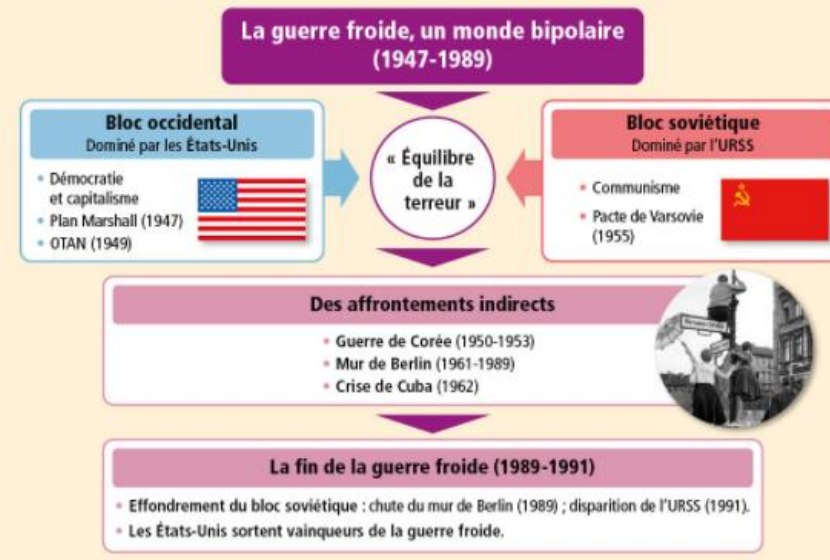 La guerre froide, un monde bipolaire
(1947-1989)
Bloc occidental
Dominé par les États-Unis
• Démocratie
et capitalisme
• Plan Marshall (1947)
• OTAN (1949)
« Équilibre
de la
terreur »
Bloc soviétique
Dominé par l'URSS
• Communisme
• Pacte de Varsovie
(1955)
Des affrontements indirects
• Guerre de Corée (1950-1953)
• Mur de Berlin (1961-1989)
• Crise de Cuba (1962)
La fin de la guerre froide (1989-1991)
• Effondrement du bloc soviétique : chute du mur de Berlin (1989) ; disparition de l'URSS (1991).
• Les États-Unis sortent vainqueurs de la guerre froide.